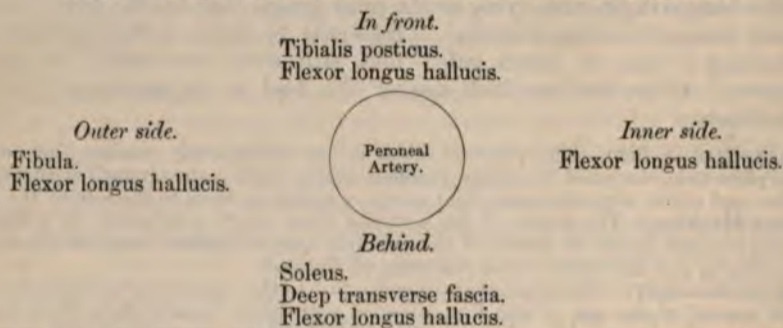 In front.
Tibialis posticus.
Flexor longus hallucis.
Outer side.
Fibula.
Flexor longus hallucis.
Peroneal
Artery.
Inner side.
Flexor longus hallucis.
Behind.
Soleus.
Deep transverse fascia.
Flexor longus hallucis.